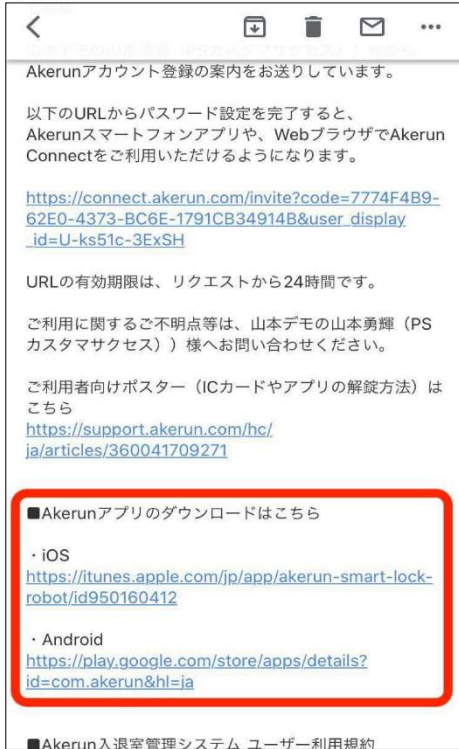 Akerunアカウント登録の案内をお送りしています。
以下のURLからパスワード設定を完了すると、
Akerunスマートフォンアプリや、WebブラウザでAkerun
Connectをご利用いただけるようになります。
https://connect.akerun.com/invite?code=7774F4B9-
62E0-4373-BC6E-1791CB34914B&user_display
_id=U-ks51c-3ExSH
URLの有効期限は、リクエストから24時間です。
ご利用に関するご不明点等は、山本デモの山本勇輝（PS
カスタマサクセス））様へお問い合わせください。
ご利用者向けポスター（ICカードやアプリの解錠方法）は
こちら
https://support.akerun.com/hc/
ja/articles/360041709271
■Akerunアプリのダウンロードはこちら
・iOS
https://itunes.apple.com/jp/app/akerun-smart-lock-
robot/id950160412
・Android
https://play.google.com/store/apps/details?
id=com.akerun&hl=ja
■Akerun入退室管理システム ユーザー利用規約